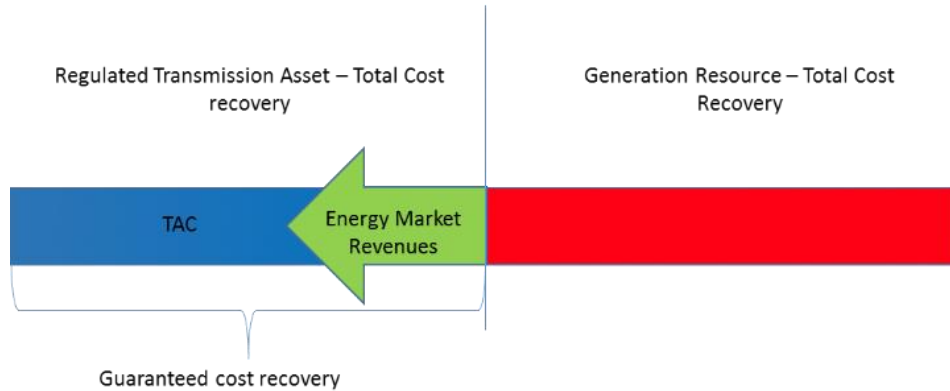 Regulated Transmission Asset – Total Cost
recovery
Generation Resource – Total Cost
Recovery
TAC
Energy Market
Revenues
Guaranteed cost recovery